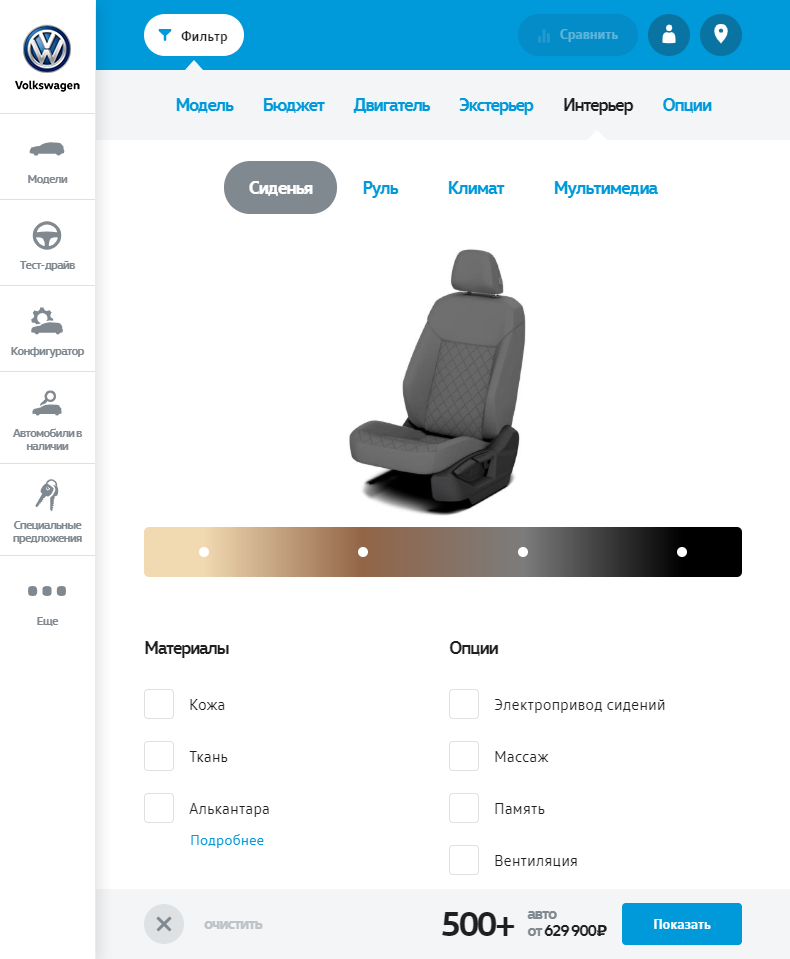 Volkswagen
Модели
Тест-драйв
Конфигуратор
Автомобили в
наличии
Специальные
предложения
Еще
Фильтр
Сравнить
Модель Бюджет Двигатель Экстерьер Интерьер Опции
Сиденья Руль Климат Мультимедиа
Материалы
Кожа
Ткань
Алькантара
Подробнее
Опции
Электропривод сидений
Массаж
Память
Вентиляция
очистить
500+
авто
от 629 900₽
Показать